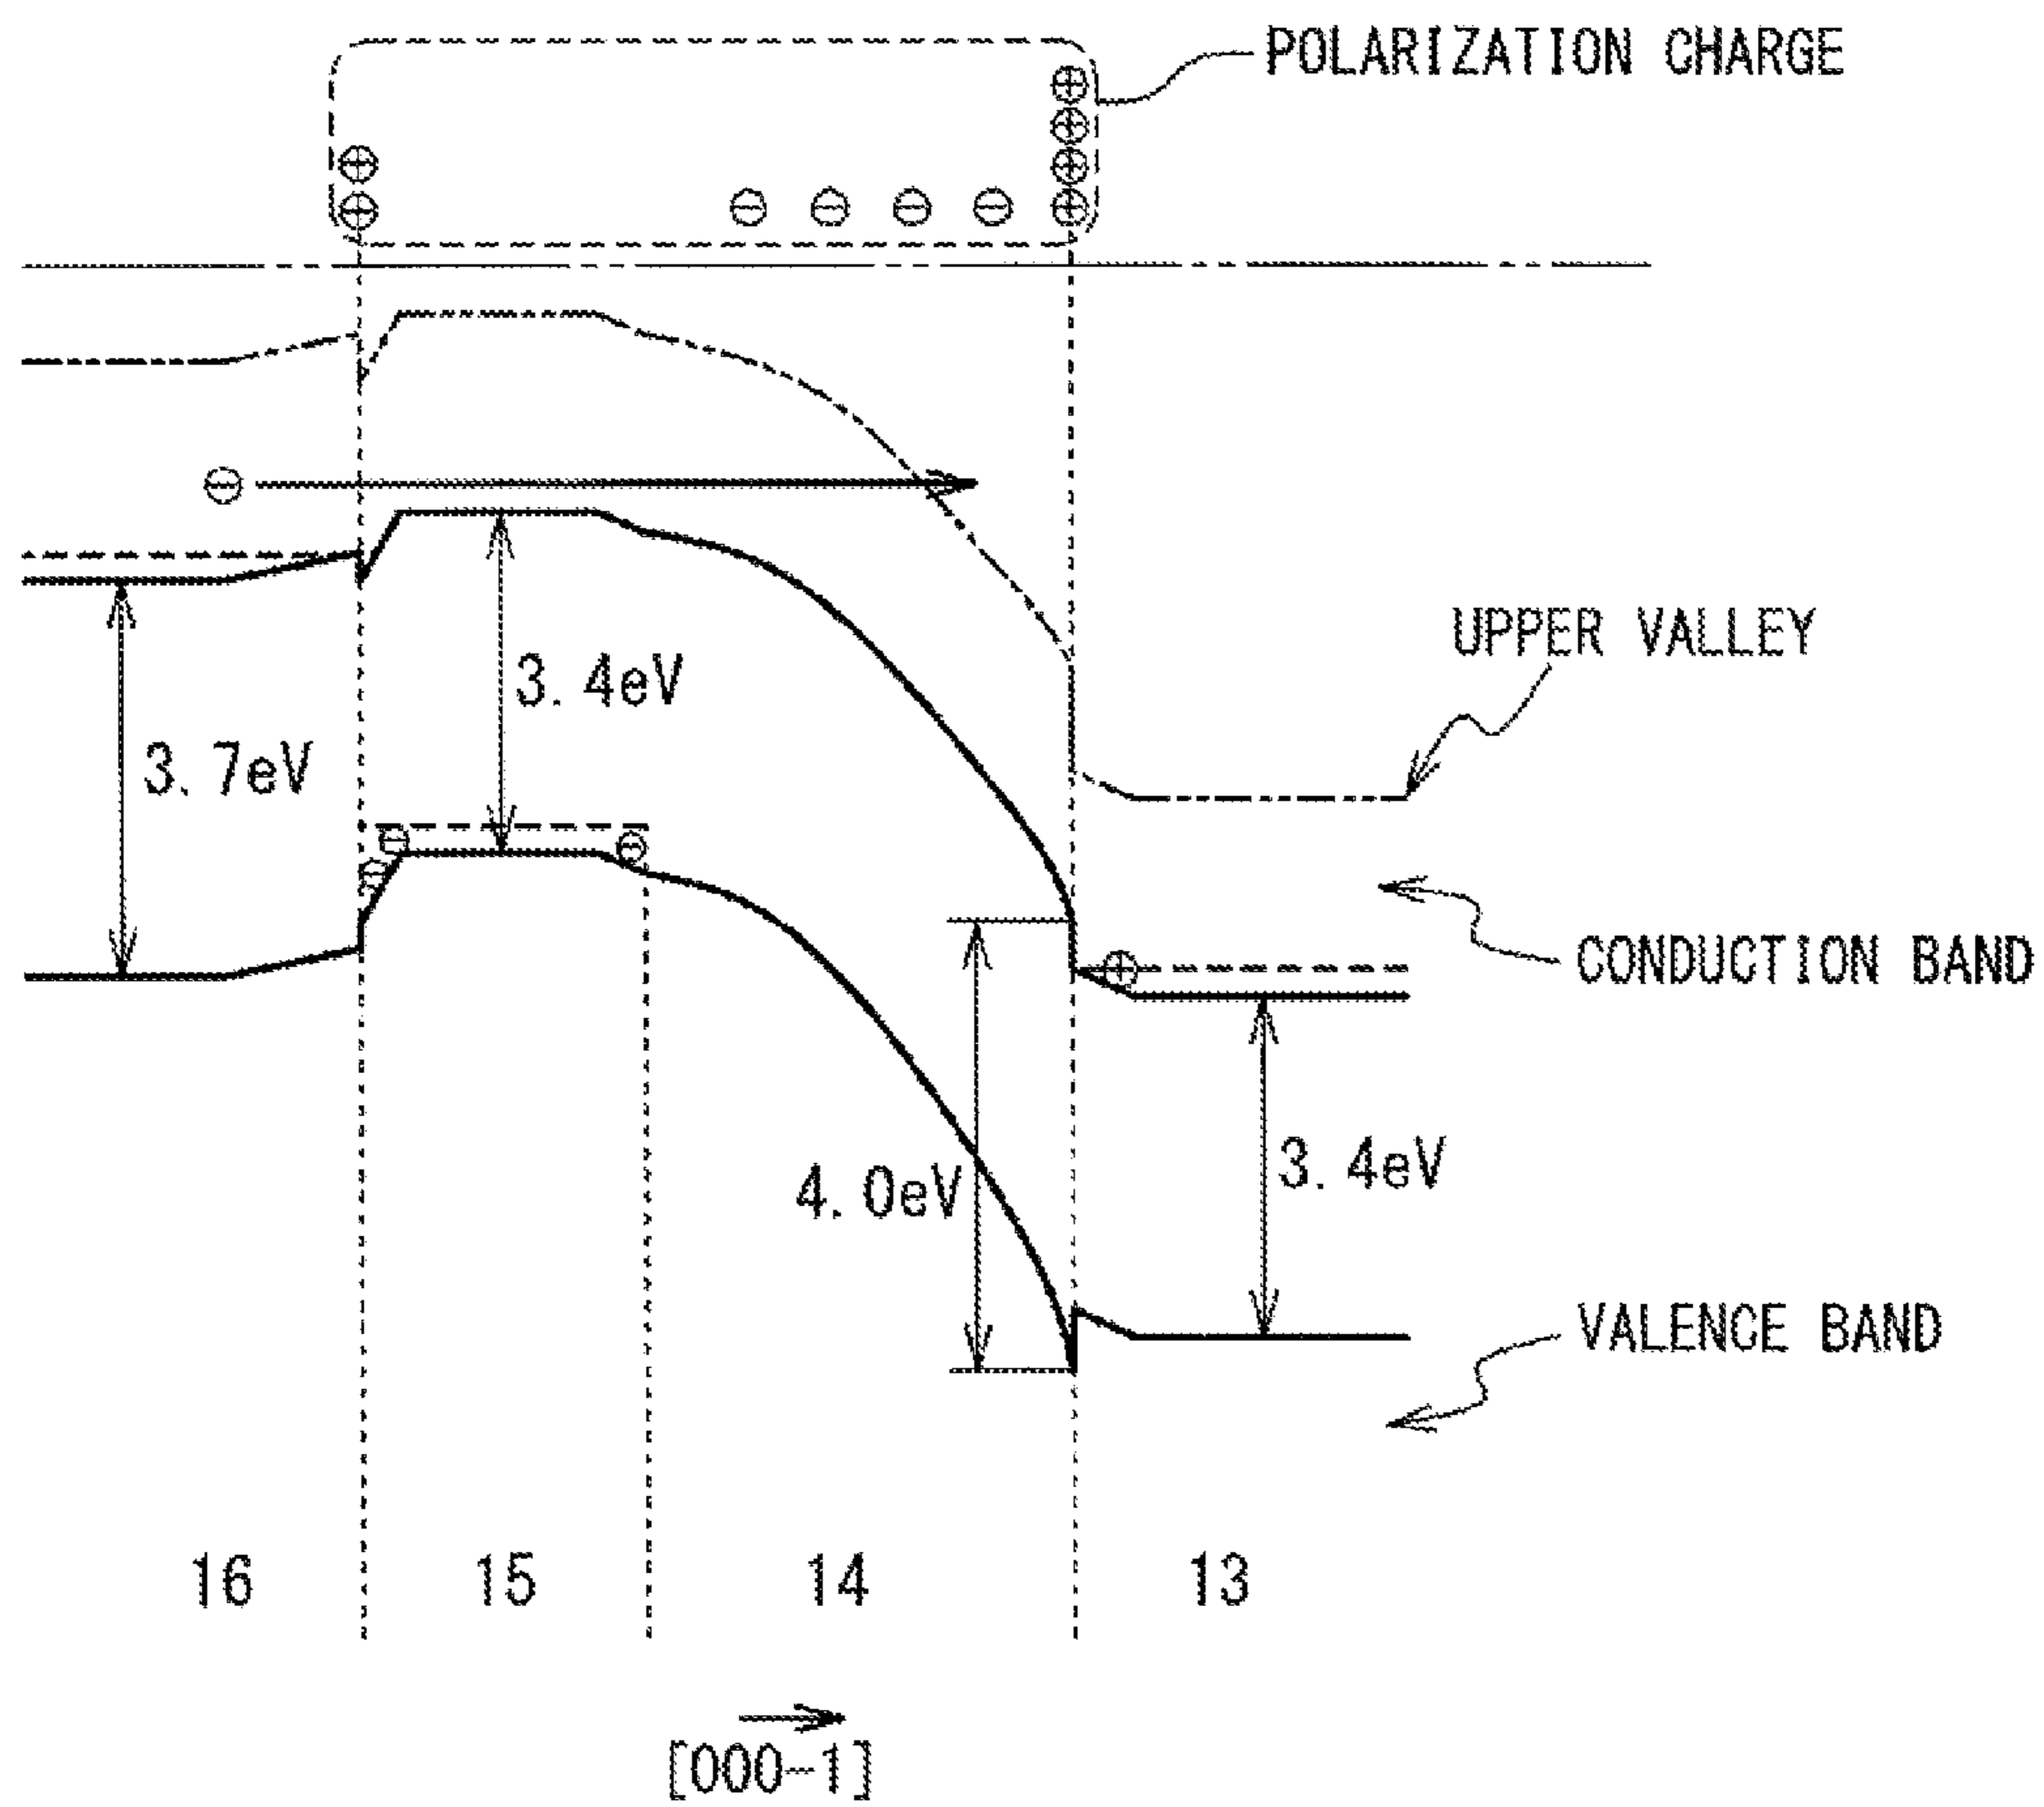 POLARIZATION CHARGE
UPPER VALLEY
3.4eV
3.7eV
CONDUCTION BAND
4.0eV
3.4eV
VALENCE BAND
16
15
14
13
[000-1]